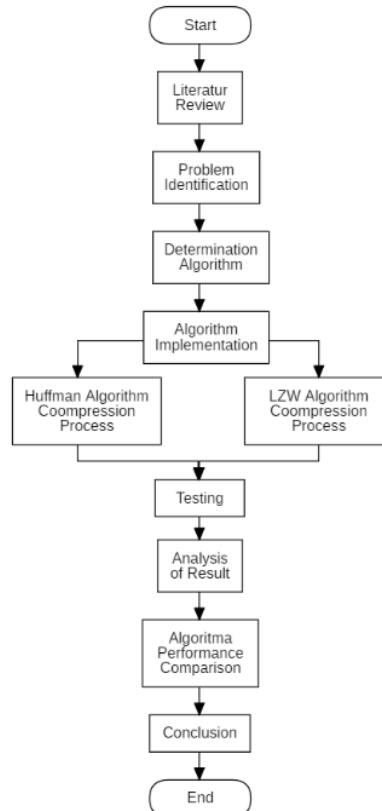 Start
Literatur
Review
Problem
Identification
Determination
Algorithm
Algorithm
Implementation
Huffman Algorithm
Coompression
Process
LZW Algorithm
Coompression
Process
Testing
Analysis
of Result
Algoritma
Performance
Comparison
Conclusion
End